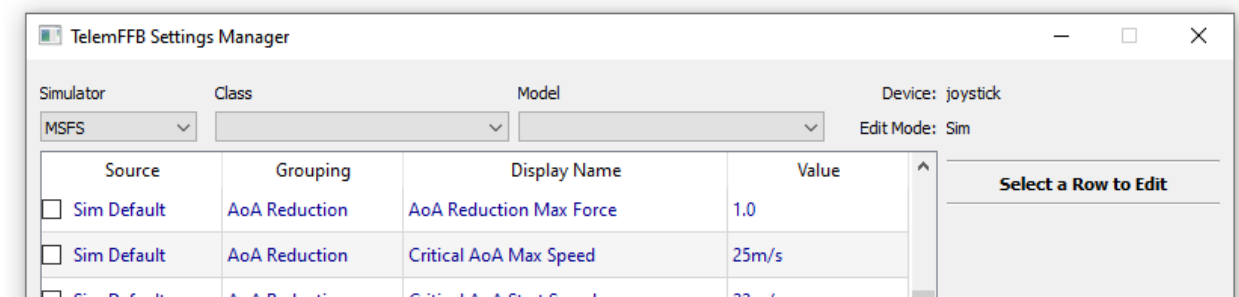 TelemFFB Settings Manager
Simulator Class Model Device: joystick
MSFS Edit Mode: Sim
Source Grouping Display Name Value
Select a Row to Edit
Sim Default AoA Reduction AoA Reduction Max Force 1.0
Sim Default AoA Reduction Critical AoA Max Speed 25m/s